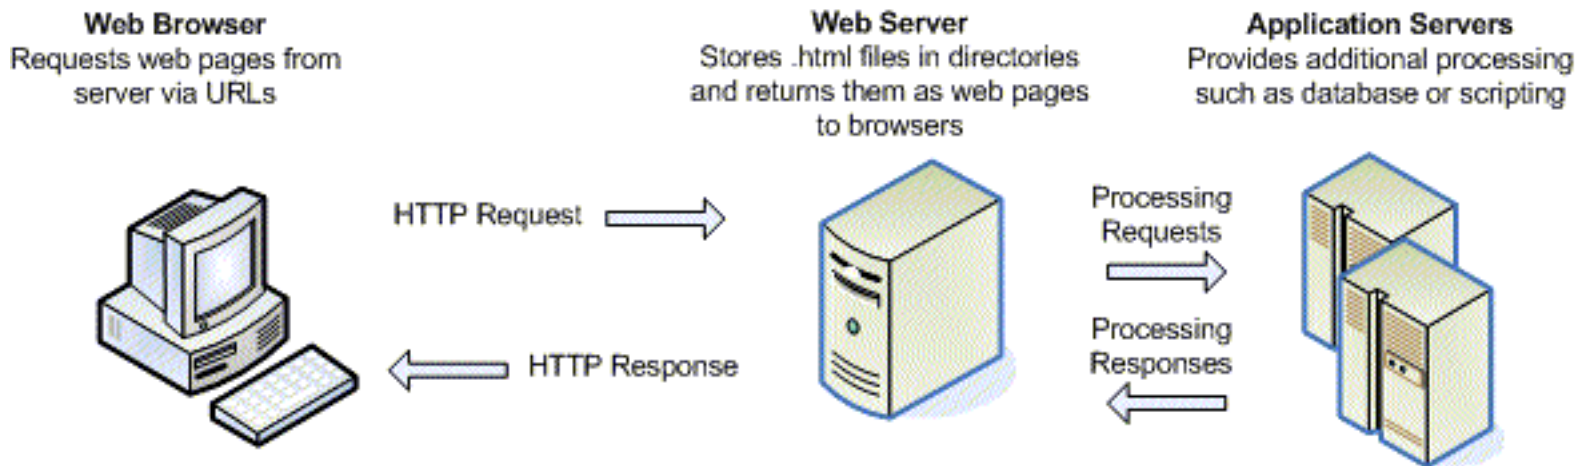 Web Browser
Requests web pages from
server via URLs
Web Server
Stores .html files in directories
and returns them as web pages
to browsers
Application Servers
Provides additional processing
such as database or scripting
HTTP Request
HTTP Response
Processing
Requests
Processing
Responses